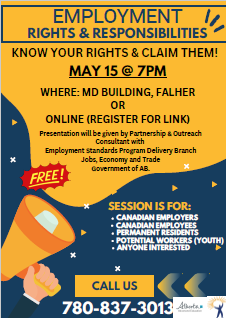 EMPLOYMENT
RIGHTS & RESPONSIBILITIES
KNOW YOUR RIGHTS & CLAIM THEM!
MAY 15 @ 7PM
WHERE: MD BUILDING, FALHER
OR
ONLINE (REGISTER FOR LINK)
Presentation will be given by Partnership & Outreach
Consultant with
Employment Standards Program Delivery Branch
Jobs, Economy and Trade
Government of AB.
FREE!
SESSION IS FOR:
• CANADIAN EMPLOYERS
• CANADIAN EMPLOYEES
• PERMANENT RESIDENTS
• POTENTIAL WORKERS (YOUTH)
• ANYONE INTERESTED
CALL US
780-837-3013
Alberta